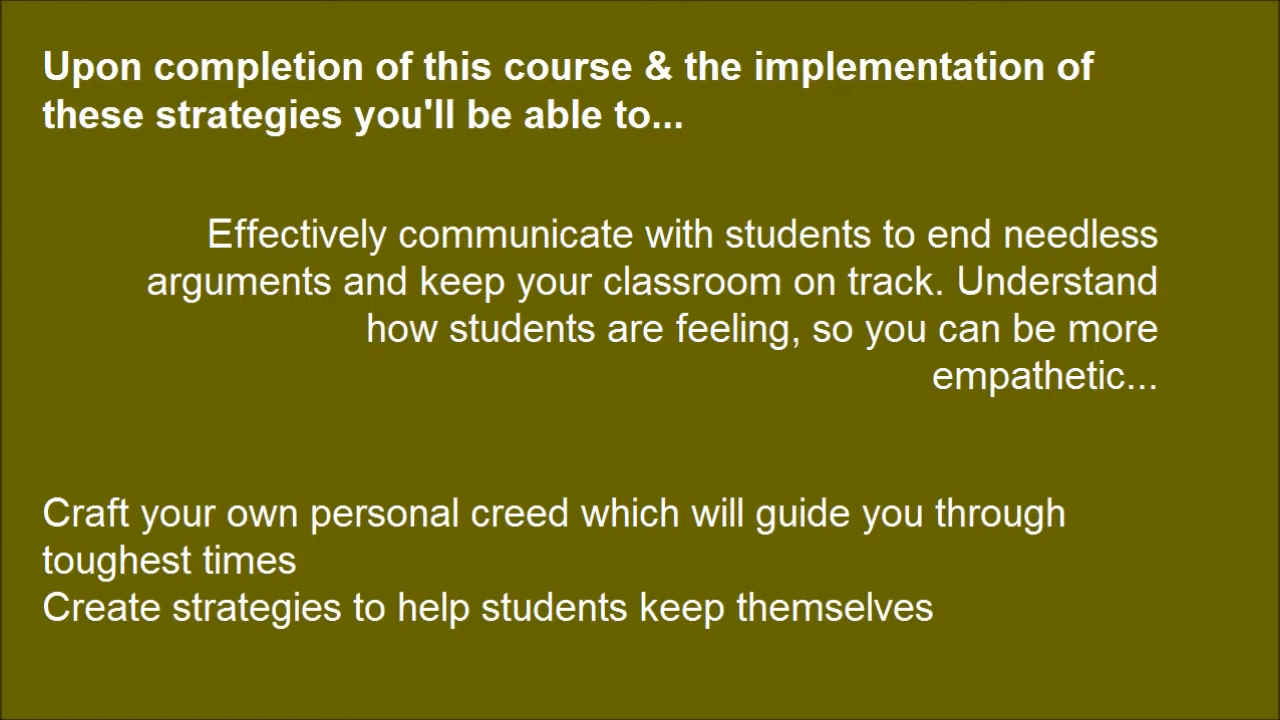 Upon completion of this course & the implementation of
these strategies you'll be able to...
Effectively communicate with students to end needless
arguments and keep your classroom on track. Understand
how students are feeling, so you can be more
empathetic...
Craft your own personal creed which will guide you through
toughest times
Create strategies to help students keep themselves